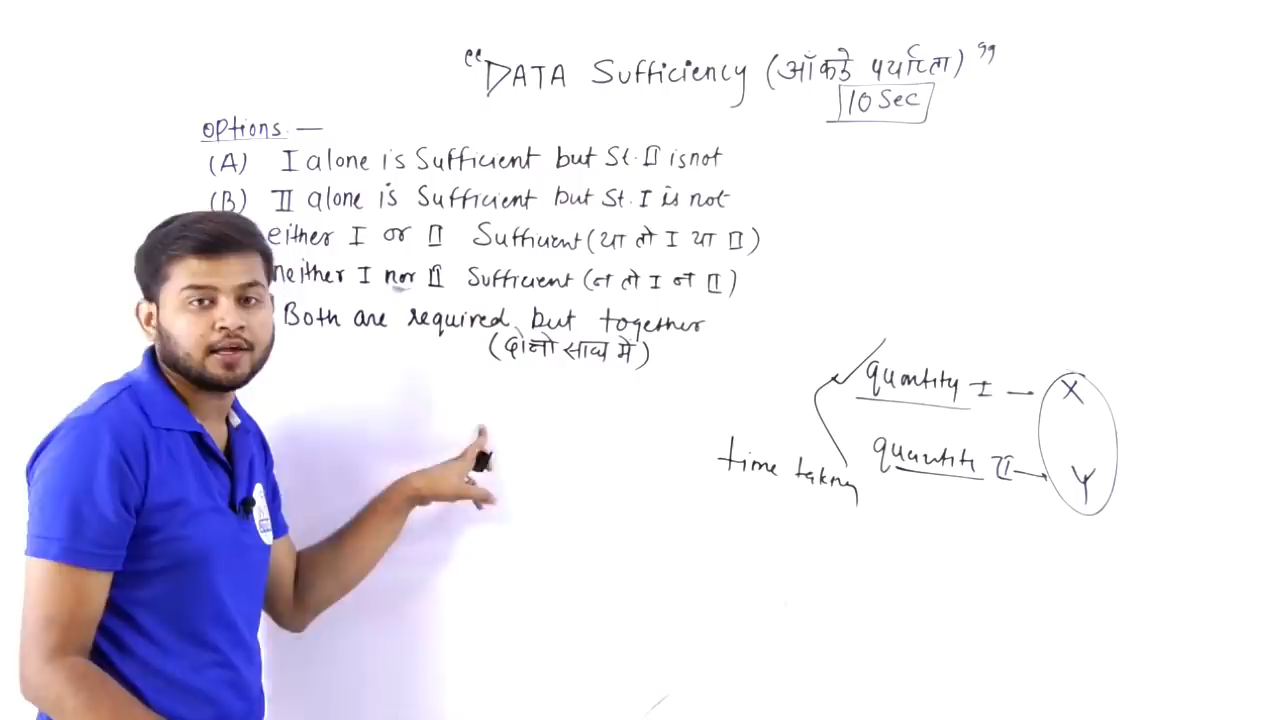 "DATA Sufficiency (आँकड़े पर्याप्तता)"
10 Sec
options —
(A) I alone is Sufficient but St. II is not
(B) II alone is Sufficient but St. I is not
either I or II Sufficient (या तो I या II)
neither I nor II Sufficient (न तो I न II)
Both are required but together
(दोनो साथ मे)
quantity I — X
time taking
quantity II — Y